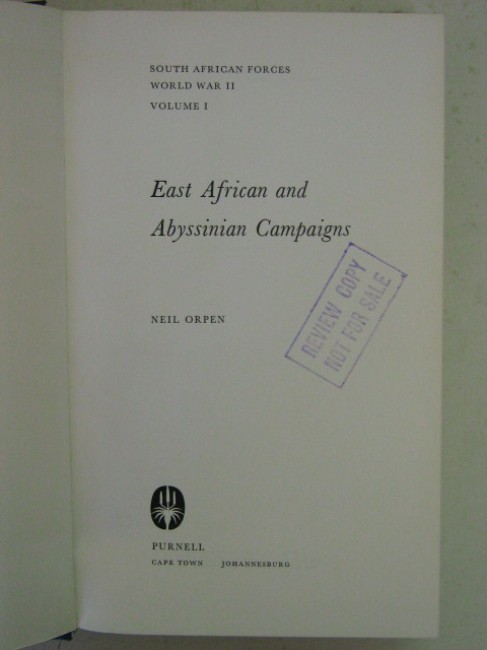 SOUTH AFRICAN FORCES
WORLD WAR II
VOLUME I
East African and
Abyssinian Campaigns
REVIEW COPY
NOT FOR SALE
NEIL ORPEN
PURNELL
CAPE TOWN JOHANNESBURG